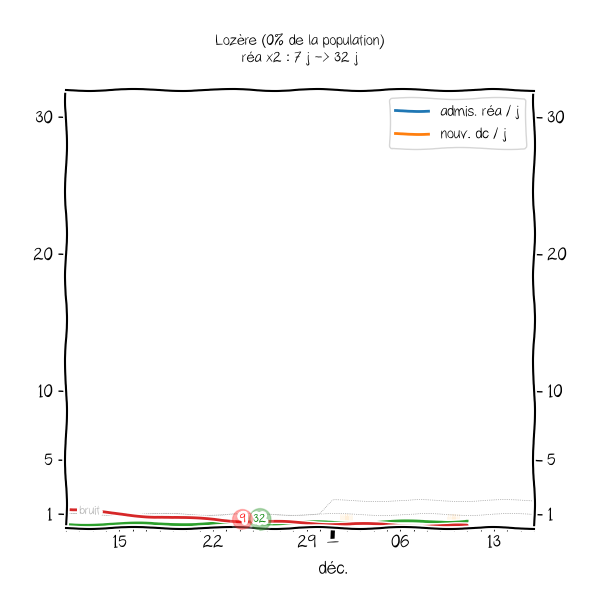 Lozère (0% de la population)
réa x2 : 7 j -> 32 j
admis. réa / j
nouv. dc / j
30
30
20
20
10
10
5
5
bruit
9
32
1
1
15
22
29
06
13
déc.